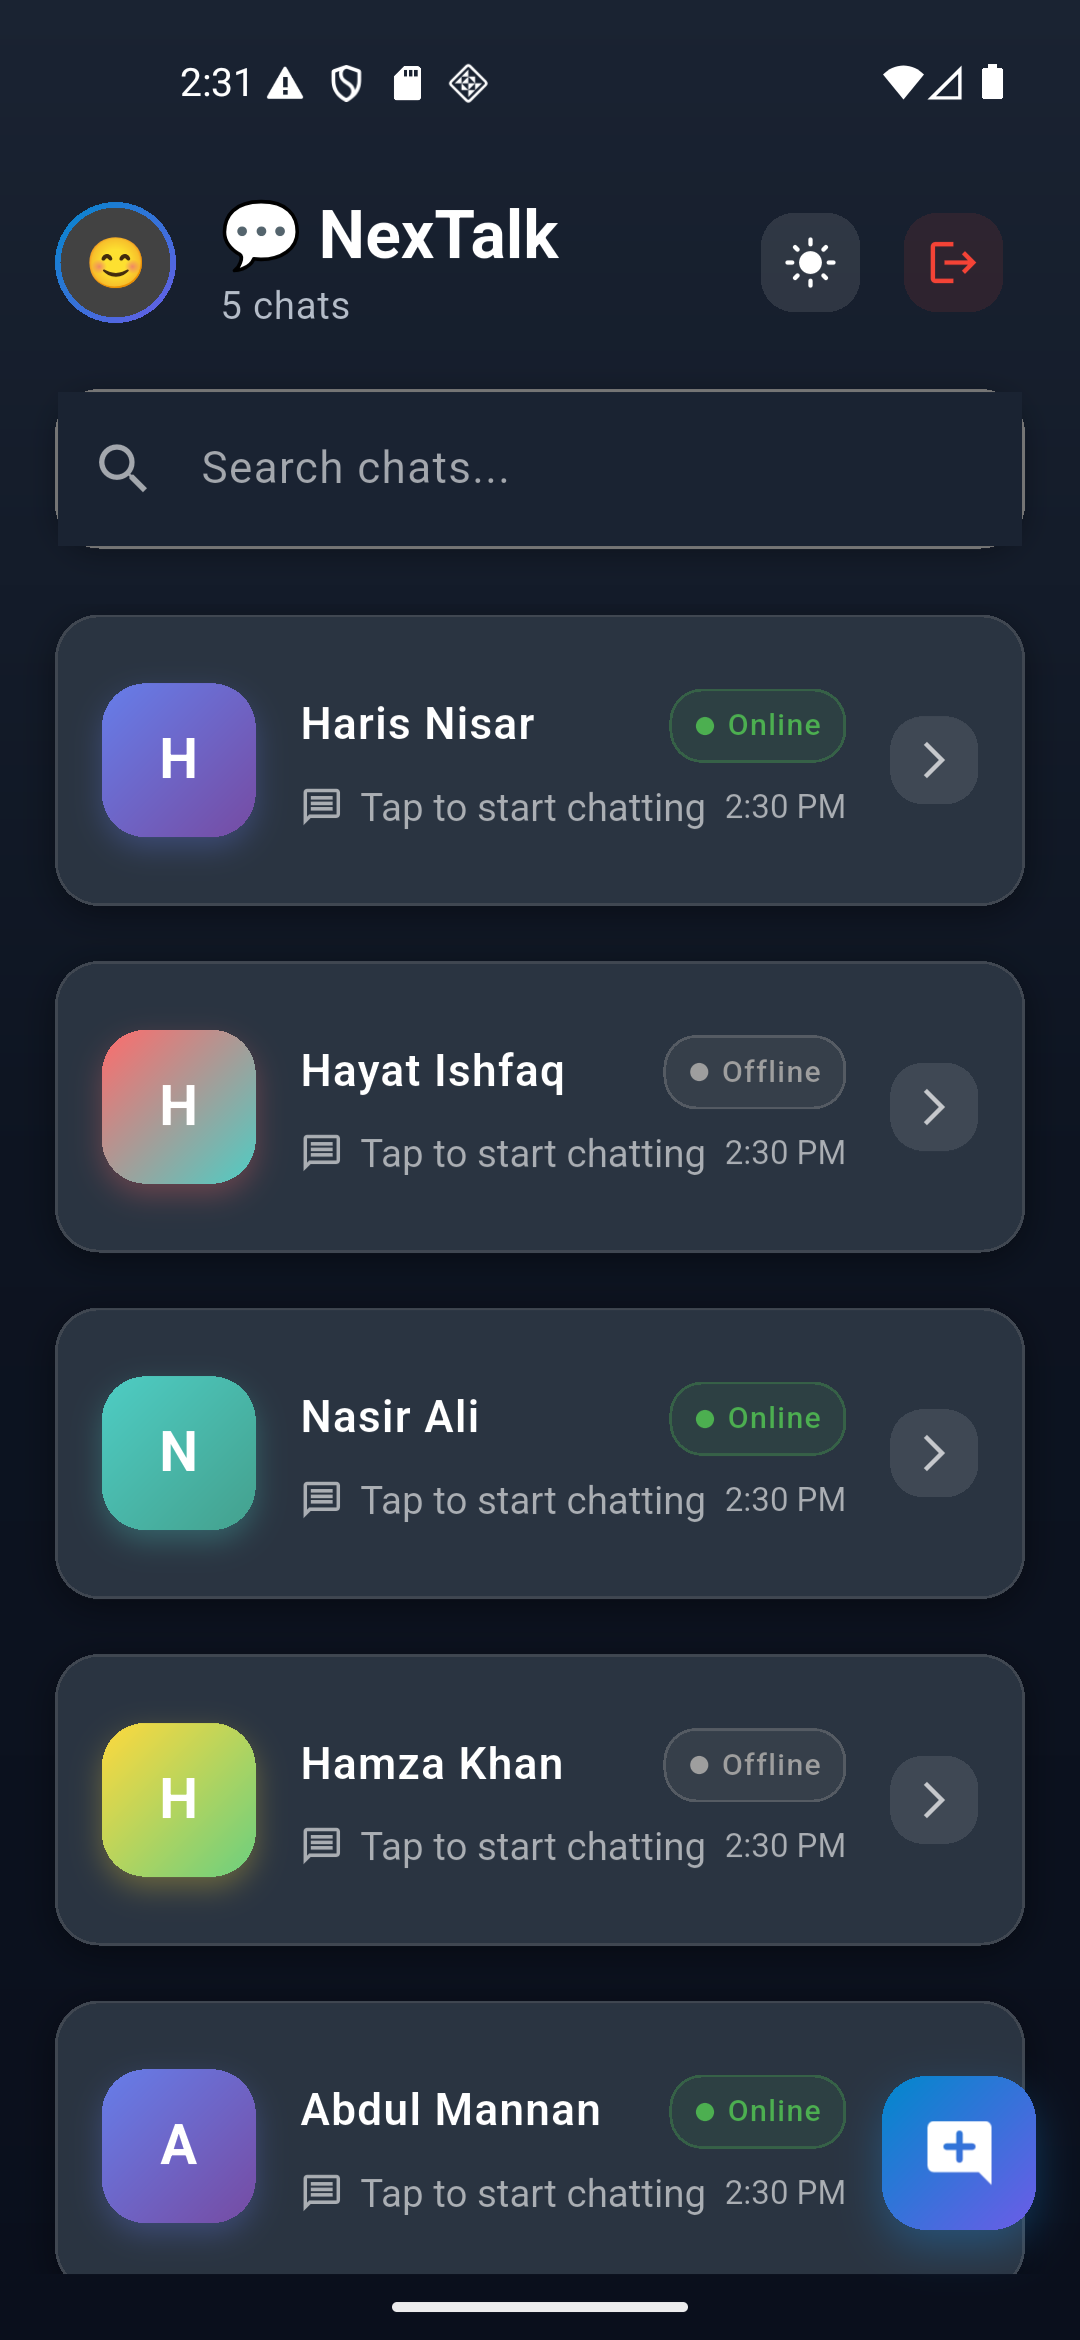 2:31
💬 NexTalk
5 chats
Search chats...
H
Haris Nisar
Online
Tap to start chatting 2:30 PM
H
Hayat Ishfaq
Offline
Tap to start chatting 2:30 PM
N
Nasir Ali
Online
Tap to start chatting 2:30 PM
H
Hamza Khan
Offline
Tap to start chatting 2:30 PM
A
Abdul Mannan
Online
Tap to start chatting 2:30 PM